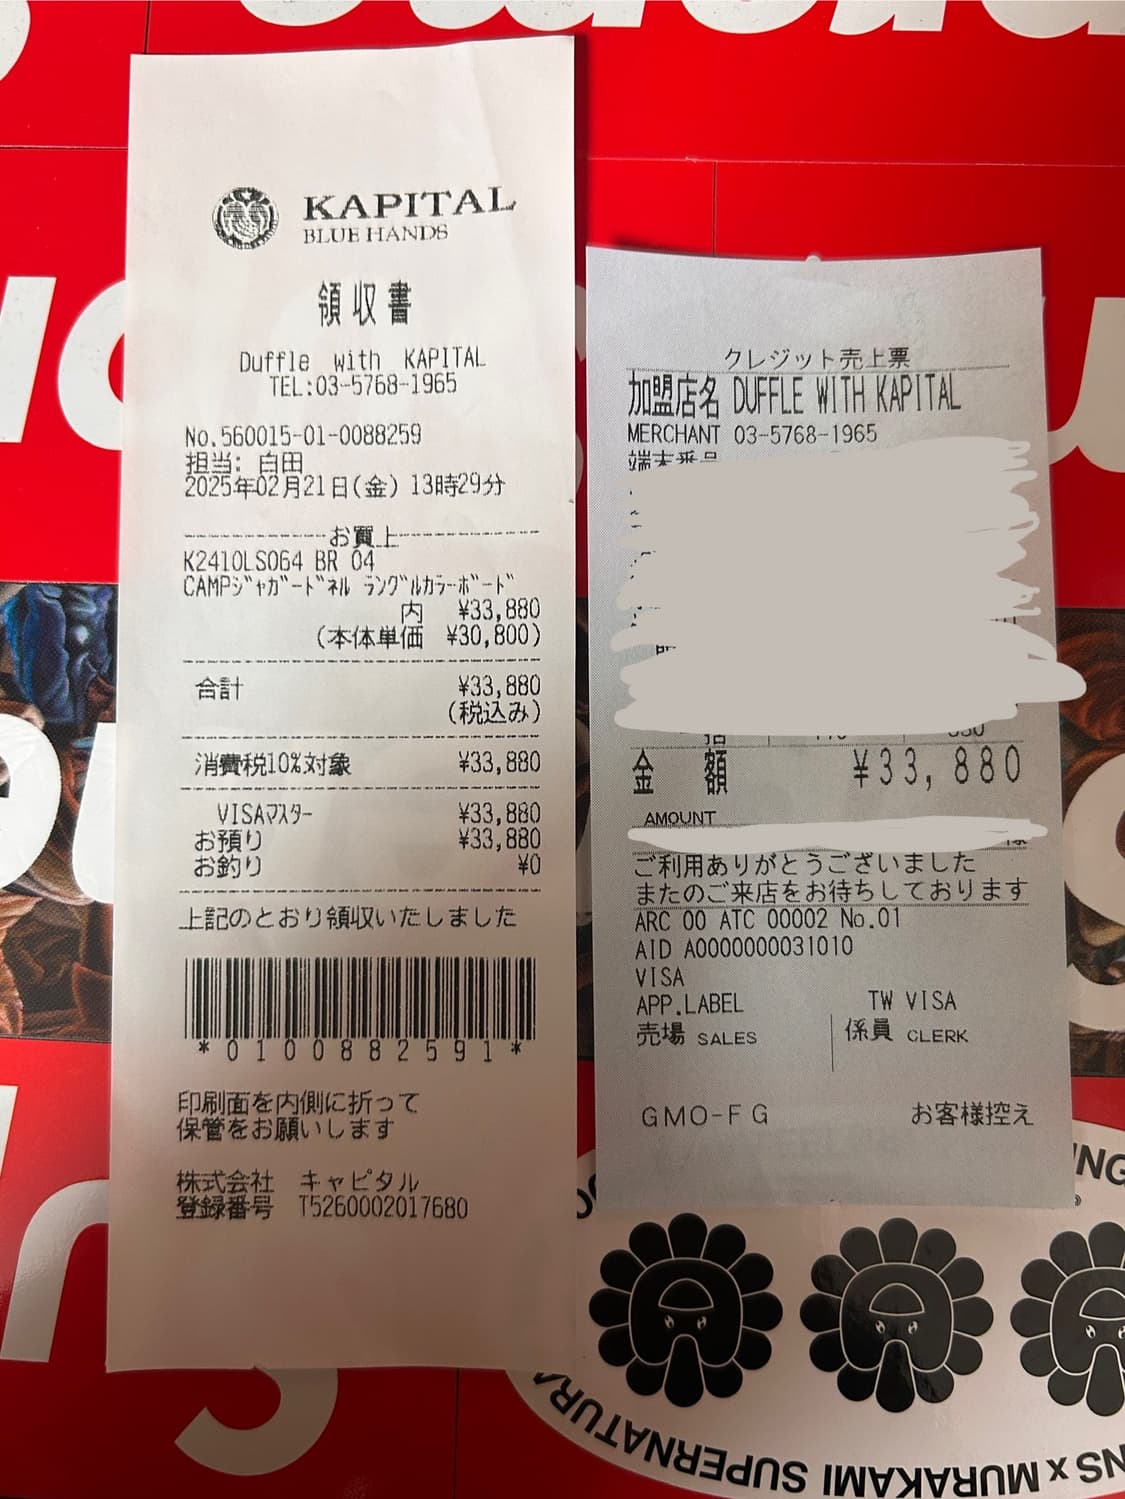 KAPITAL
BLUE HANDS
領収書
Duffle with KAPITAL
TEL:03-5768-1965
No.560015-01-0088259
担当: 白田
2025年02月21日(金) 13時29分
お買上
K2410LS064 BR 04
CAMPｼﾞｬｶﾞｰﾄﾞﾈﾙ ﾗﾝｸﾞﾙｶﾗｰﾎﾞｰﾄﾞ
内 ¥33,880
(本体単価 ¥30,800)
合計 ¥33,880
(税込み)
消費税10%対象 ¥33,880
VISAﾏｽﾀｰ ¥33,880
お預り ¥33,880
お釣り ¥0
上記のとおり領収いたしました
*0100882591*
印刷面を内側に折って
保管をお願いします
株式会社 キャピタル
登録番号 T5260002017680
クレジット売上票
加盟店名 DUFFLE WITH KAPITAL
MERCHANT 03-5768-1965
端末番号
金額 ¥33,880
AMOUNT
様
ご利用ありがとうございました
またのご来店をお待ちしております
ARC 00 ATC 00002 No.01
AID A0000000031010
VISA
APP.LABEL TW VISA
売場 SALES 係員 CLERK
GMO-FG お客様控え
NS x MURAKAMI SUPERNATURA